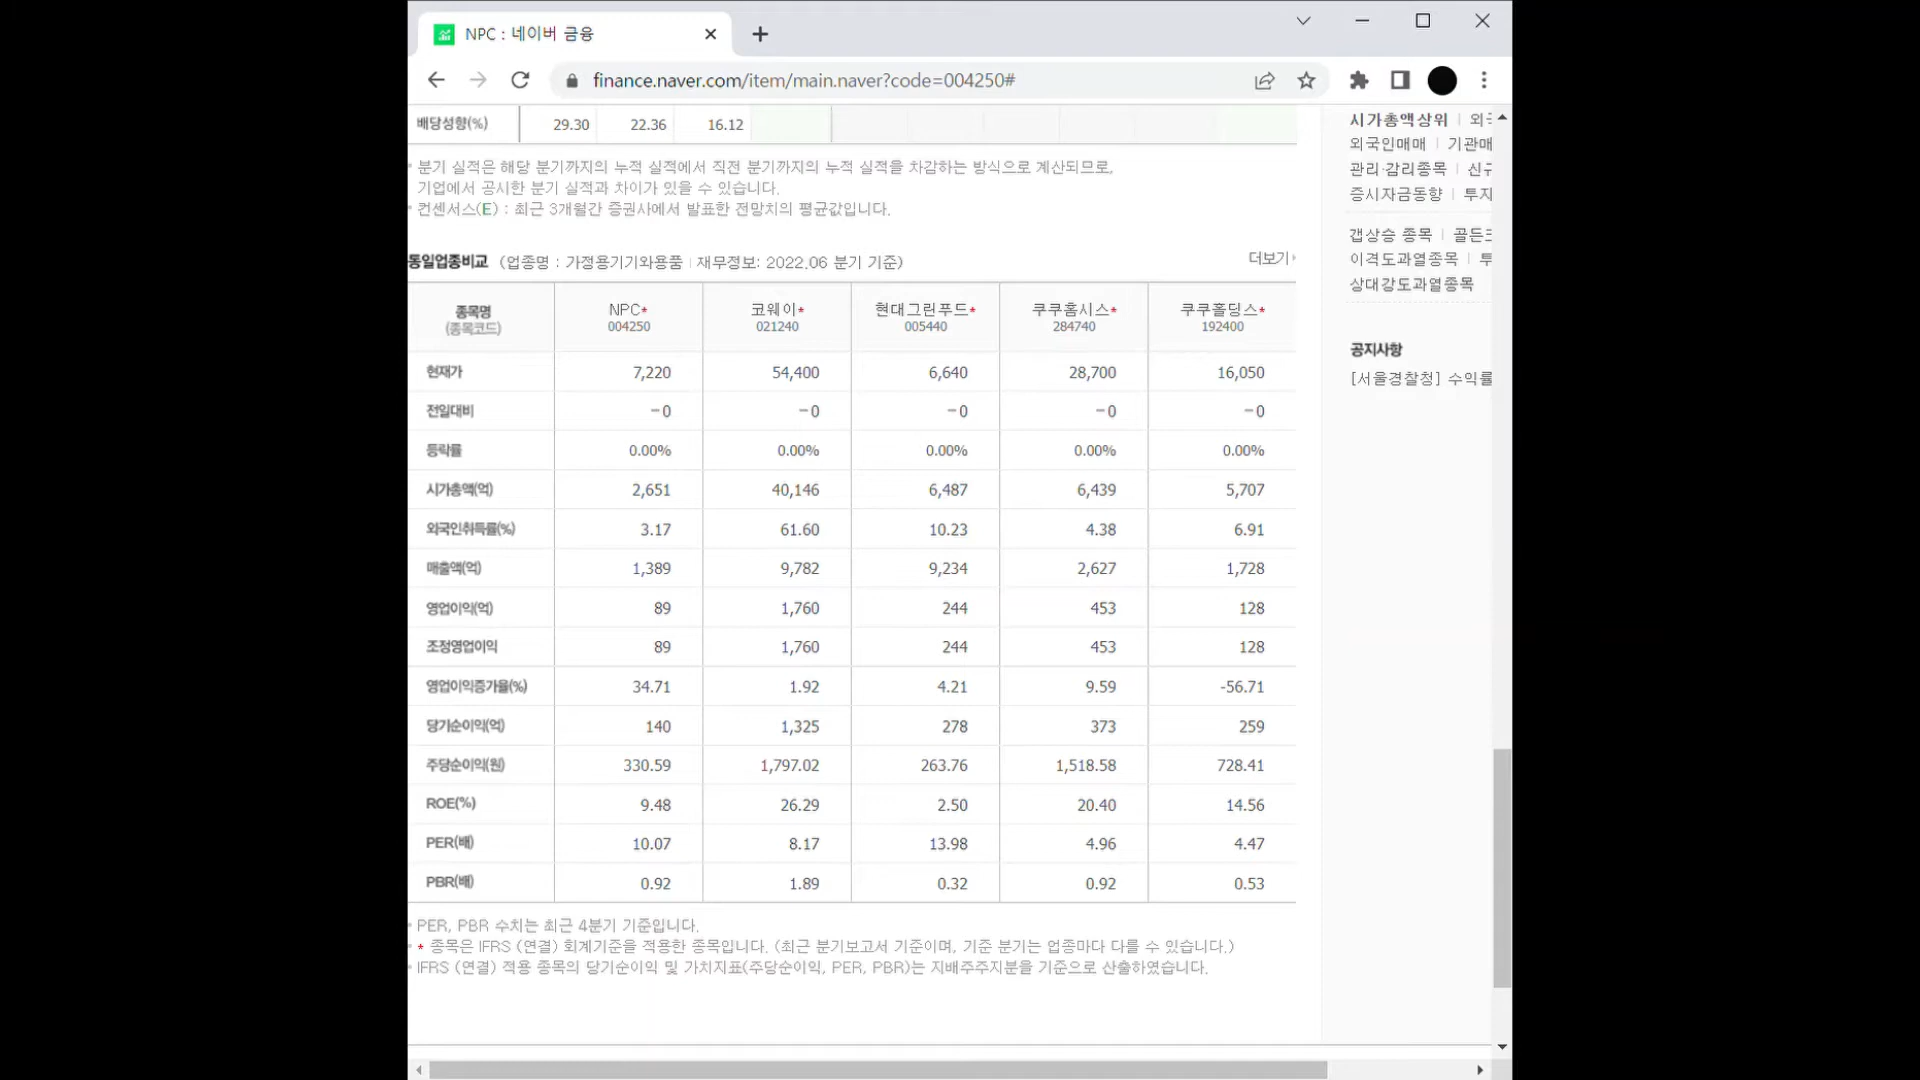 NPC : 네이버 금융
finance.naver.com/item/main.naver?code=004250#
배당성향(%) 29.30 22.36 16.12
분기 실적은 해당 분기까지의 누적 실적에서 직전 분기까지의 누적 실적을 차감하는 방식으로 계산되므로,
기업에서 공시한 분기 실적과 차이가 있을 수 있습니다.
컨센서스(E) : 최근 3개월간 증권사에서 발표한 전망치의 평균값입니다.
동일업종비교 (업종명 : 가정용기기와용품 | 재무정보: 2022.06 분기 기준) 더보기
종목명 NPC* 코웨이* 현대그린푸드* 쿠쿠홈시스* 쿠쿠홀딩스*
(종목코드) 004250 021240 005440 284740 192400
현재가 7,220 54,400 6,640 28,700 16,050
전일대비 -0 -0 -0 -0 -0
등락률 0.00% 0.00% 0.00% 0.00% 0.00%
시가총액(억) 2,651 40,146 6,487 6,439 5,707
외국인취득률(%) 3.17 61.60 10.23 4.38 6.91
매출액(억) 1,389 9,782 9,234 2,627 1,728
영업이익(억) 89 1,760 244 453 128
조정영업이익 89 1,760 244 453 128
영업이익증가율(%) 34.71 1.92 4.21 9.59 -56.71
당기순이익(억) 140 1,325 278 373 259
주당순이익(원) 330.59 1,797.02 263.76 1,518.58 728.41
ROE(%) 9.48 26.29 2.50 20.40 14.56
PER(배) 10.07 8.17 13.98 4.96 4.47
PBR(배) 0.92 1.89 0.32 0.92 0.53
PER, PBR 수치는 최근 4분기 기준입니다.
* 종목은 IFRS (연결) 회계기준을 적용한 종목입니다. (최근 분기보고서 기준이며, 기준 분기는 업종마다 다를 수 있습니다.)
IFRS (연결) 적용 종목의 당기순이익 및 가치지표(주당순이익, PER, PBR)는 지배주주지분을 기준으로 산출하였습니다.
시가총액상위 | 외국
외국인매매 | 기관매
관리·감리종목 | 신규
증시자금동향 | 투자
갭상승 종목 | 골든크
이격도과열종목 | 투
상대강도과열종목
공지사항
[서울경찰청] 수익률